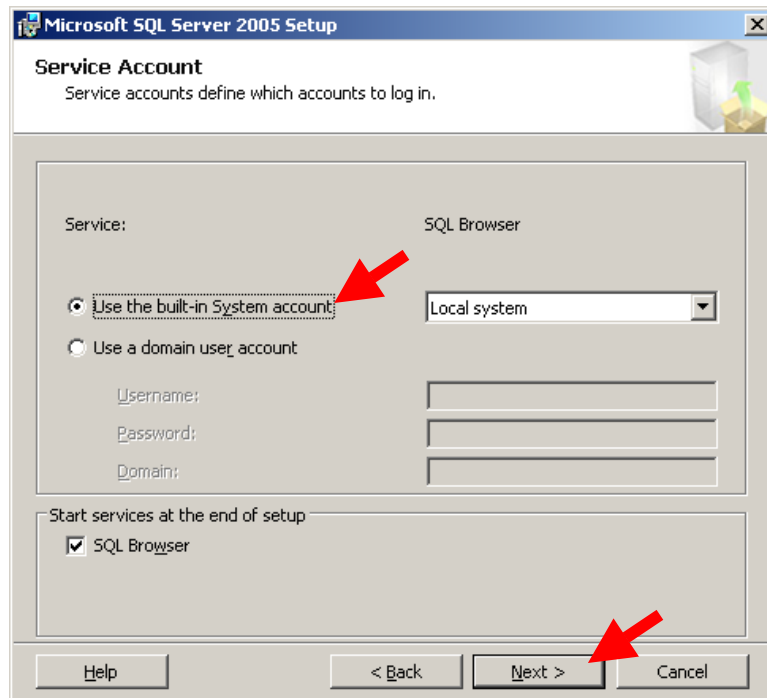 Microsoft SQL Server 2005 Setup
Service Account
Service accounts define which accounts to log in.
Service: SQL Browser
Use the built-in System account Local system
Use a domain user account
Username:
Password:
Domain:
Start services at the end of setup
SQL Browser
Help < Back Next > Cancel